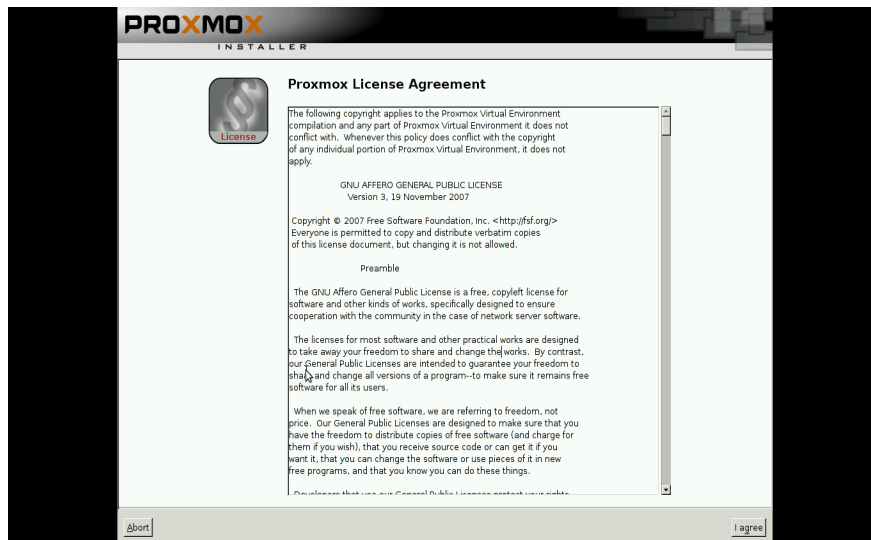 PROXMOX
INSTALLER
License
Proxmox License Agreement
The following copyright applies to the Proxmox Virtual Environment
compilation and any part of Proxmox Virtual Environment it does not
conflict with.  Whenever this policy does conflict with the copyright
of any individual portion of Proxmox Virtual Environment, it does not
apply.
GNU AFFERO GENERAL PUBLIC LICENSE
Version 3, 19 November 2007
Copyright © 2007 Free Software Foundation, Inc. <http://fsf.org/>
Everyone is permitted to copy and distribute verbatim copies
of this license document, but changing it is not allowed.
Preamble
The GNU Affero General Public License is a free, copyleft license for
software and other kinds of works, specifically designed to ensure
cooperation with the community in the case of network server software.
The licenses for most software and other practical works are designed
to take away your freedom to share and change the works.  By contrast,
our General Public Licenses are intended to guarantee your freedom to
share and change all versions of a program--to make sure it remains free
software for all its users.
When we speak of free software, we are referring to freedom, not
price.  Our General Public Licenses are designed to make sure that you
have the freedom to distribute copies of free software (and charge for
them if you wish), that you receive source code or can get it if you
want it, that you can change the software or use pieces of it in new
free programs, and that you know you can do these things.
Developers that use our General Public Licenses protect your rights
Abort
I agree